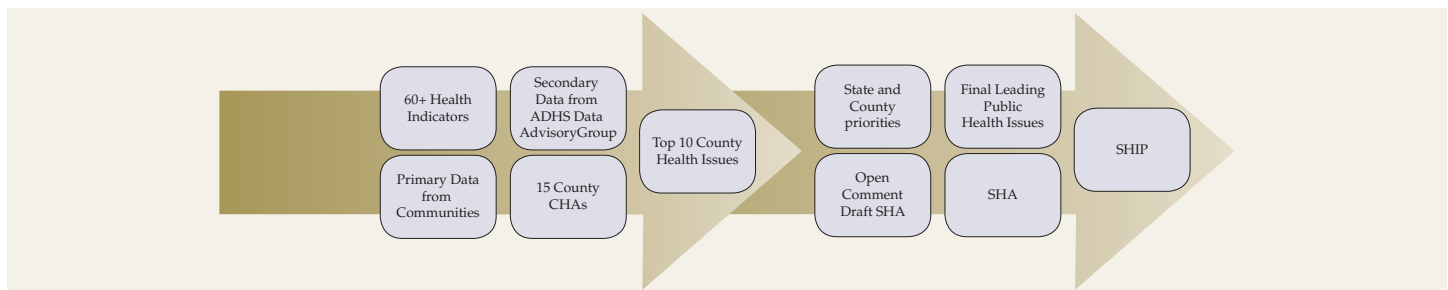 60+ Health
Indicators
Secondary
Data from
ADHS Data
AdvisoryGroup
Primary Data
from
Communities
15 County
CHAs
Top 10 County
Health Issues
State and
County
priorities
Final Leading
Public
Health Issues
Open
Comment
Draft SHA
SHA
SHIP